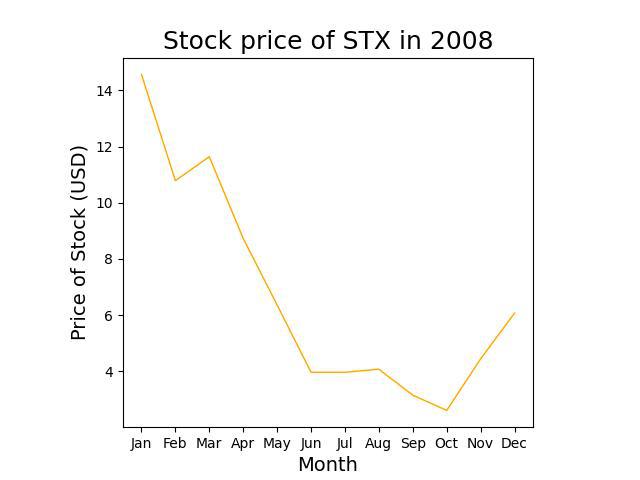 Stock price of STX in 2008
Price of Stock (USD)
14
12
10
8
6
4
Jan Feb Mar Apr May Jun Jul Aug Sep Oct Nov Dec
Month